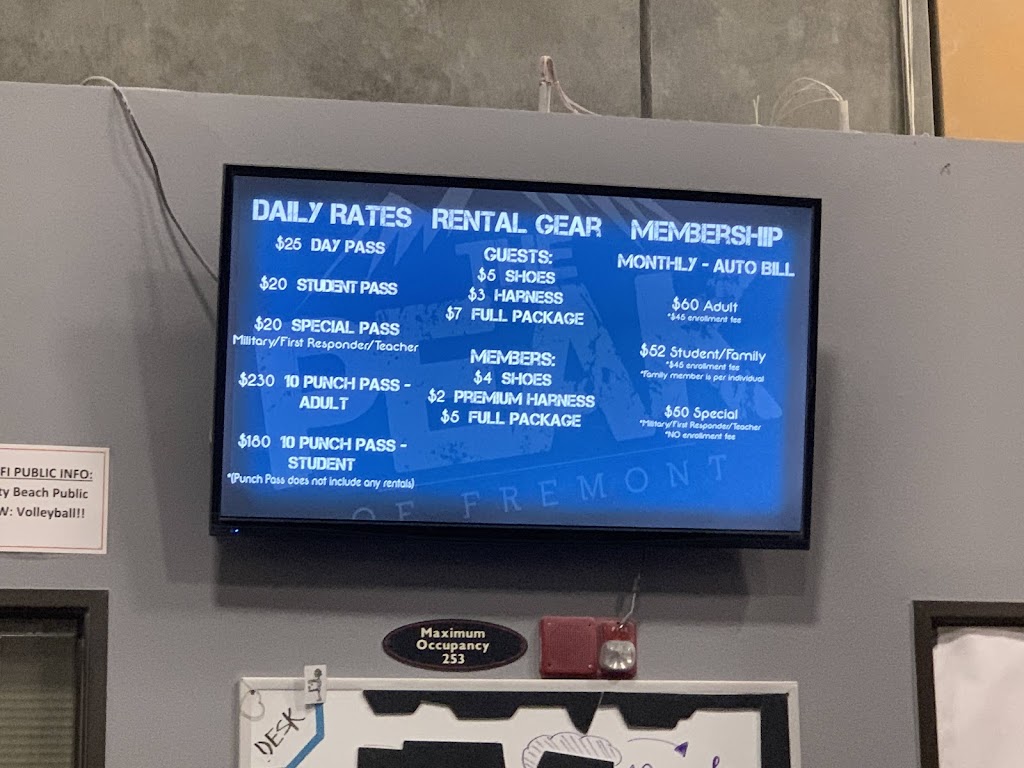 DAILY RATES
$25 DAY PASS
$20 STUDENT PASS
$20 SPECIAL PASS
Military/First Responder/Teacher
$230 10 PUNCH PASS -
ADULT
$180 10 PUNCH PASS -
STUDENT
*(Punch Pass does not include any rentals)
RENTAL GEAR
GUESTS:
$5 SHOES
$3 HARNESS
$7 FULL PACKAGE
MEMBERS:
$4 SHOES
$2 PREMIUM HARNESS
$5 FULL PACKAGE
MEMBERSHIP
MONTHLY - AUTO BILL
$60 Adult
*$45 enrollment fee
$52 Student/Family
*$45 enrollment fee
*Family member is per individual
$50 Special
*Military/First Responder/Teacher
*NO enrollment fee
THE
PEAK
OF FREMONT
FI PUBLIC INFO:
ty Beach Public
W: Volleyball!!
Maximum
Occupancy
253
DESK